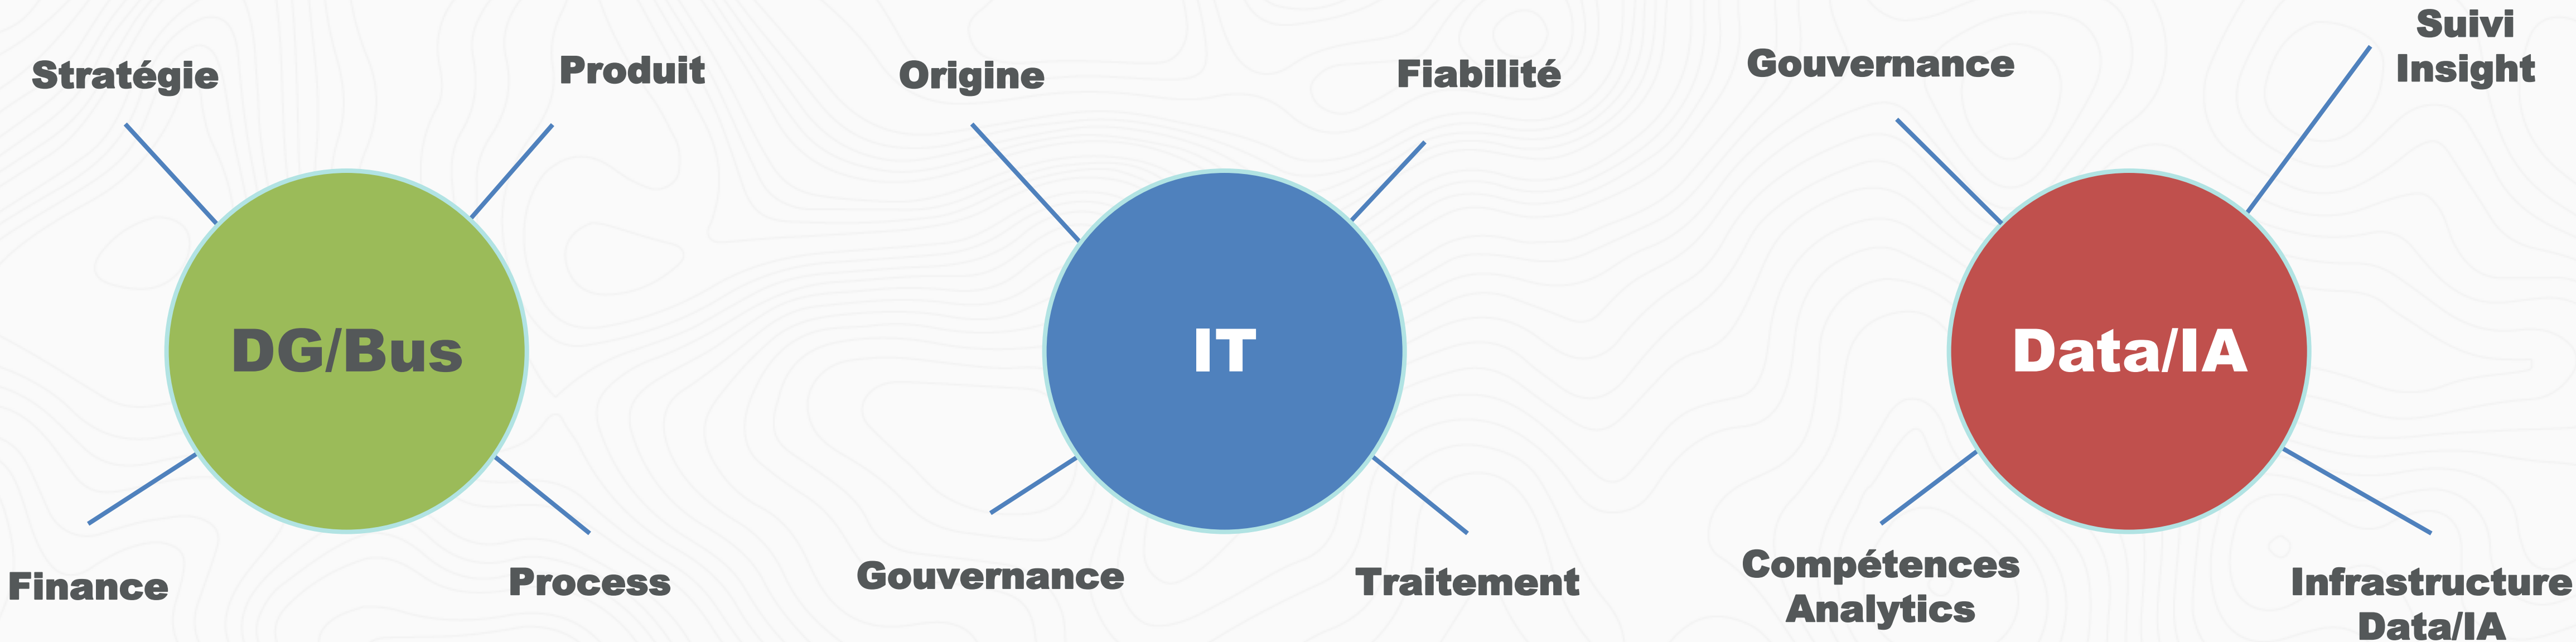 Stratégie
Produit
DG/Bus
Finance
Process
Origine
Fiabilité
IT
Gouvernance
Traitement
Gouvernance
Suivi
Insight
Data/IA
Compétences
Analytics
Infrastructure
Data/IA